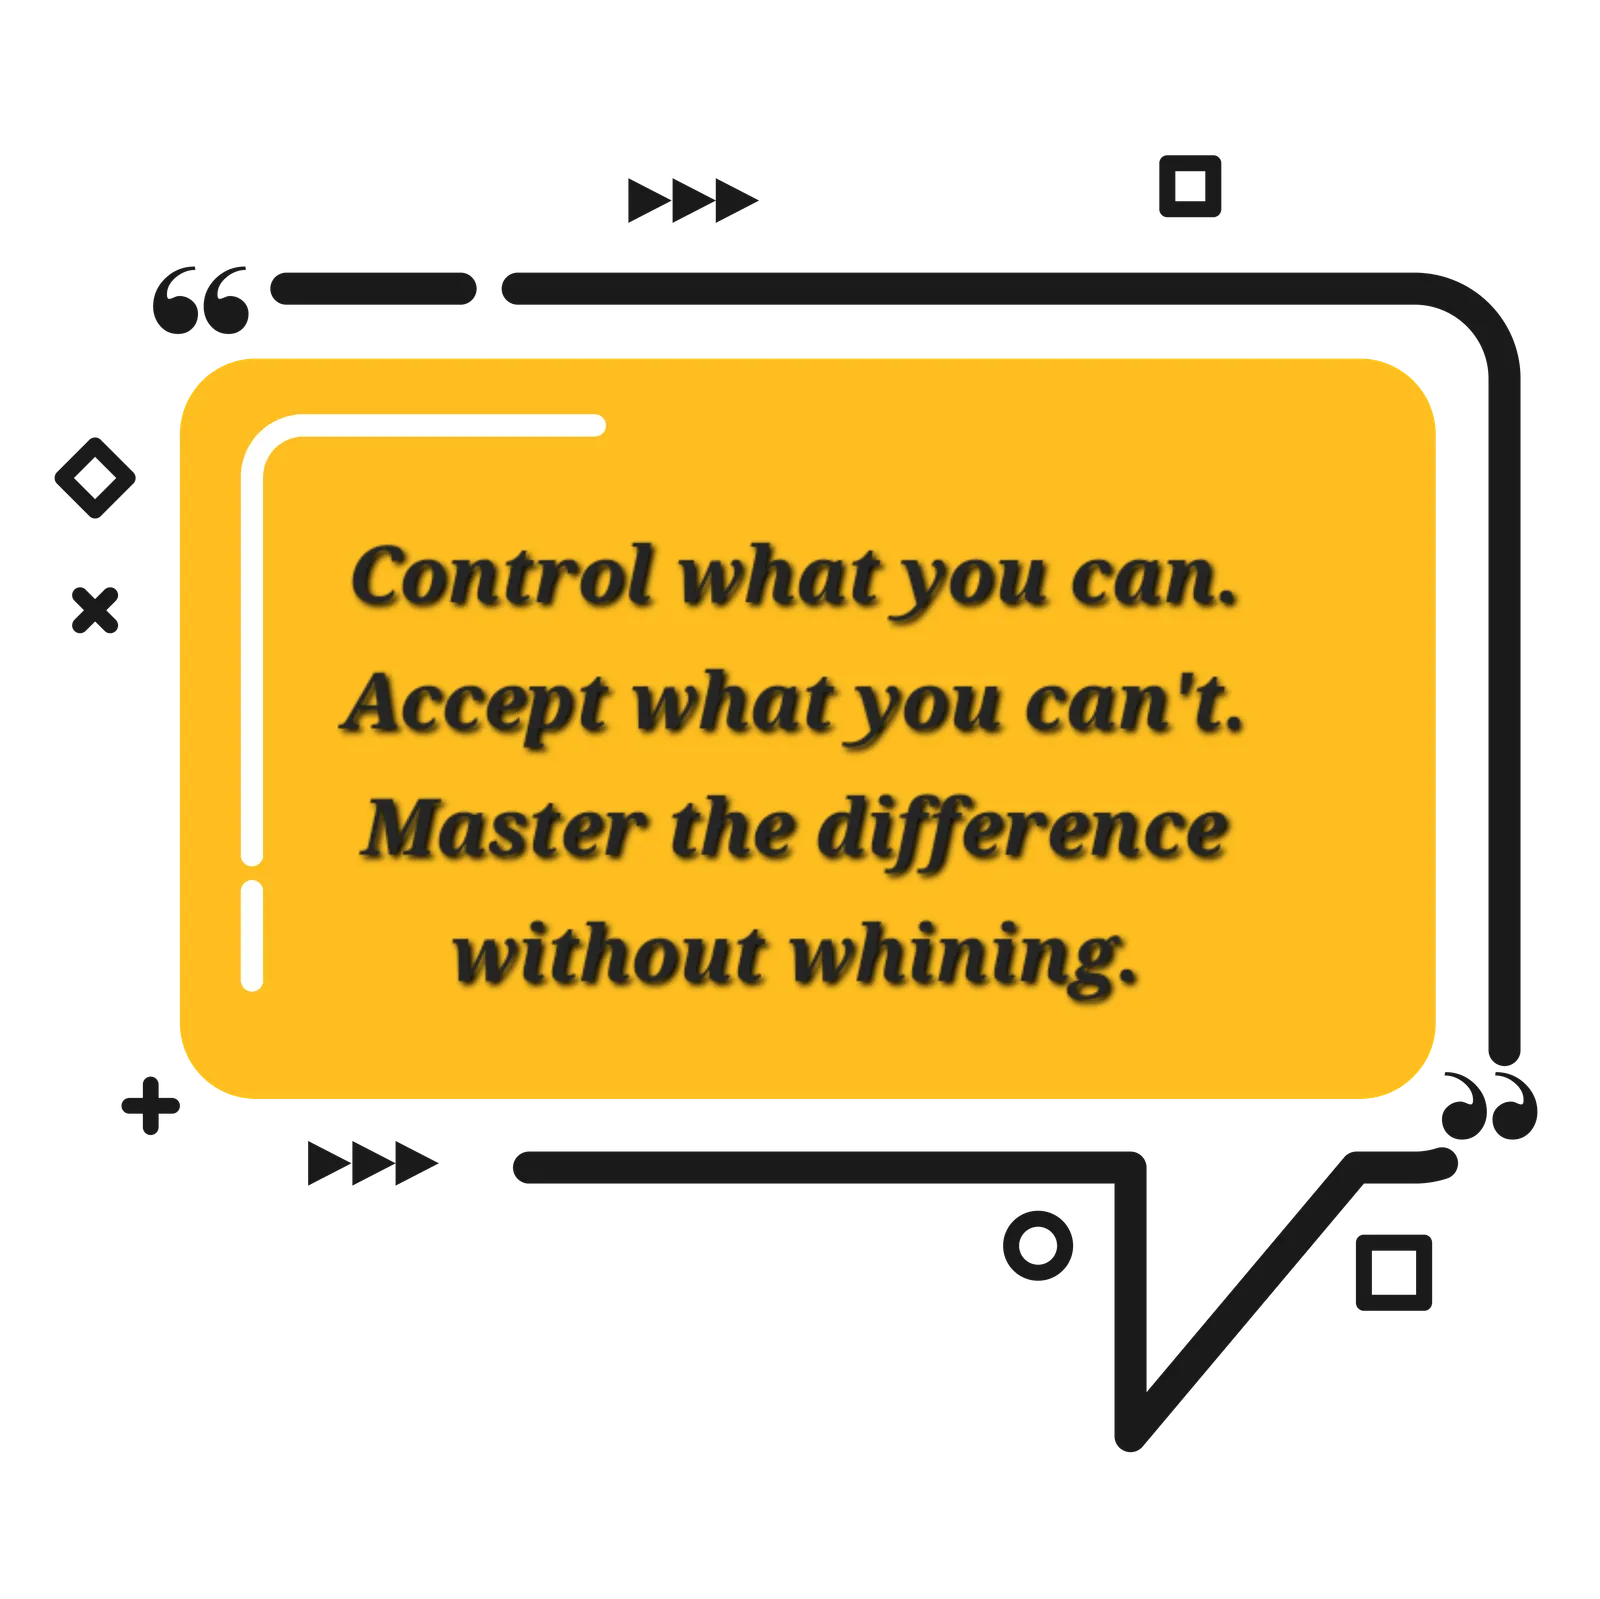 Control what you can.
Accept what you can't.
Master the difference
without whining.